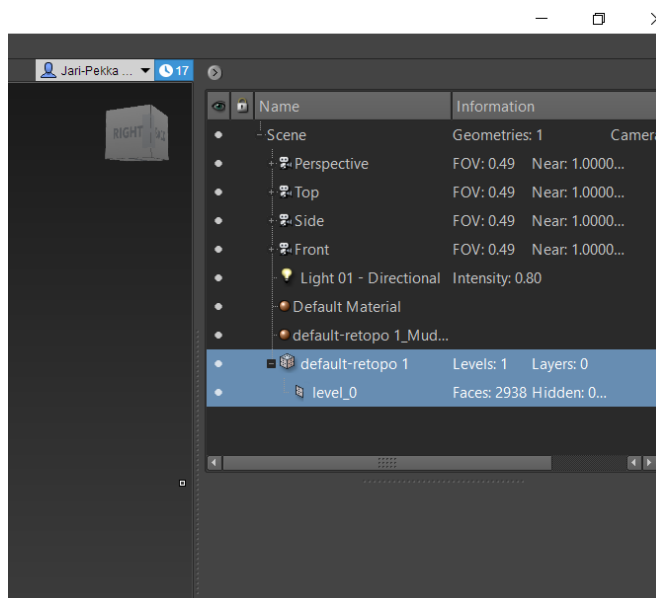 Jari-Pekka ... 17
RIGHT
Name Information
Scene Geometries: 1 Camera
Perspective FOV: 0.49 Near: 1.0000...
Top FOV: 0.49 Near: 1.0000...
Side FOV: 0.49 Near: 1.0000...
Front FOV: 0.49 Near: 1.0000...
Light 01 - Directional Intensity: 0.80
Default Material
default-retopo 1_Mud...
default-retopo 1 Levels: 1 Layers: 0
level_0 Faces: 2938 Hidden: 0...